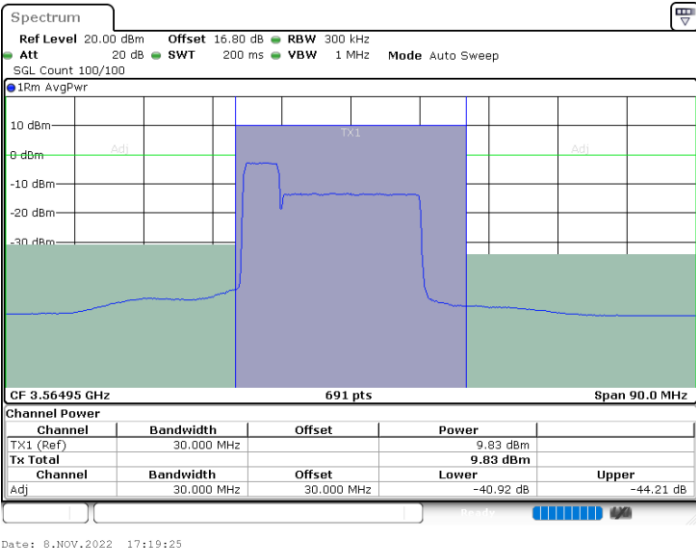 Spectrum
Ref Level 20.00 dBm Offset 16.80 dB RBW 300 kHz
Att 20 dB SWT 200 ms VBW 1 MHz Mode Auto Sweep
SGL Count 100/100
1Rm AvgPwr
10 dBm
TX1
Adj
Adj
0 dBm
-10 dBm
-20 dBm
-30 dBm
CF 3.56495 GHz 691 pts Span 90.0 MHz
Channel Power
Channel Bandwidth Offset Power
TX1 (Ref) 30.000 MHz 9.83 dBm
Tx Total 9.83 dBm
Channel Bandwidth Offset Lower Upper
Adj 30.000 MHz 30.000 MHz -40.92 dB -44.21 dB
Ready
Date: 8.NOV.2022 17:19:25